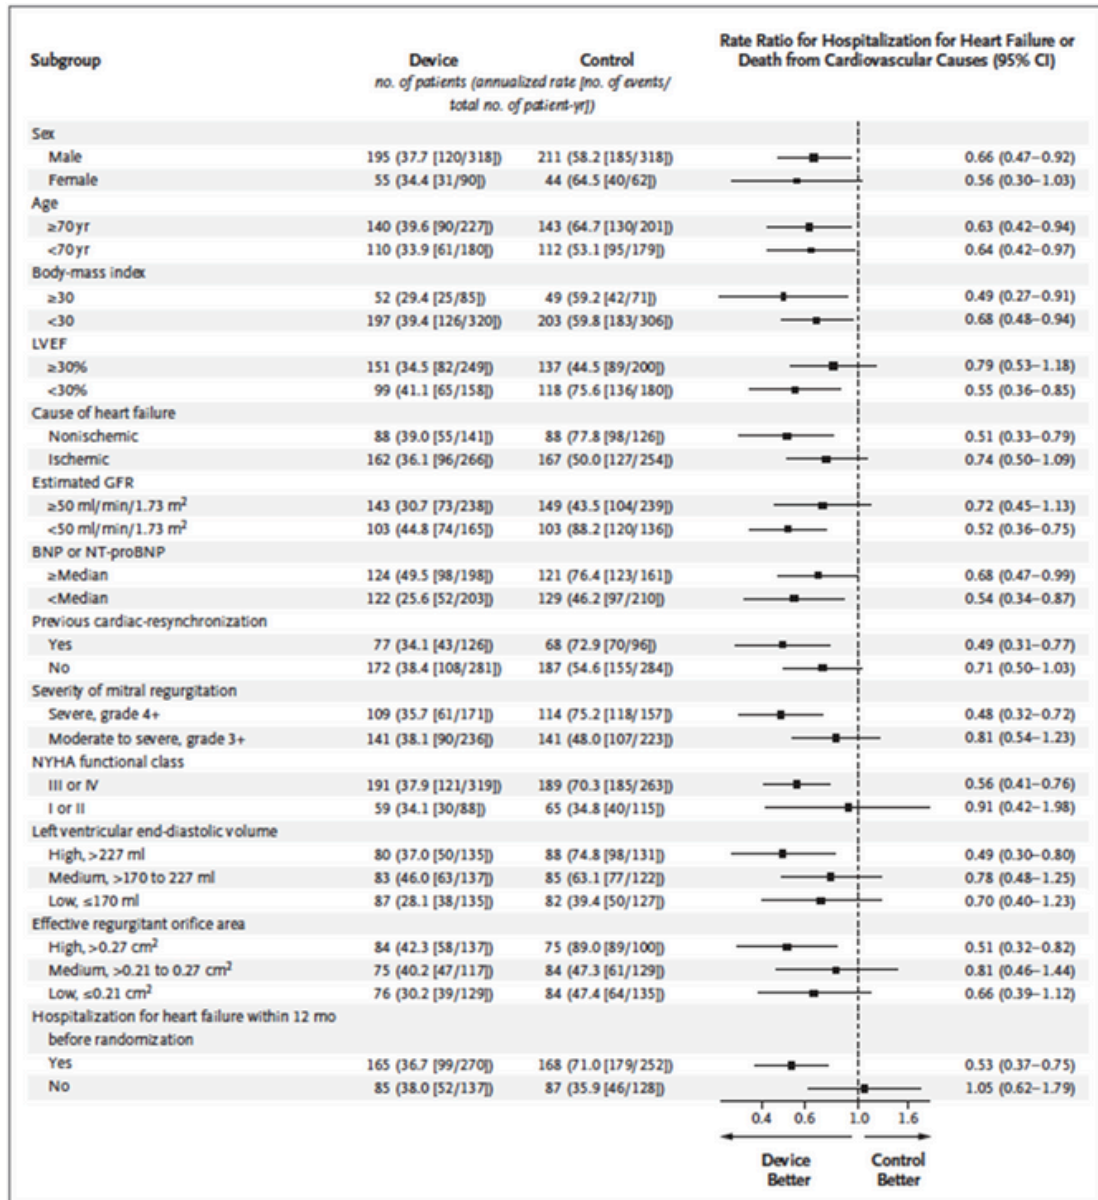 Rate Ratio for Hospitalization for Heart Failure or
Subgroup Device Control Death from Cardiovascular Causes (95% CI)
no. of patients (annualized rate [no. of events/
total no. of patient-yr])
Sex
Male 195 (37.7 [120/318]) 211 (58.2 [185/318]) 0.66 (0.47–0.92)
Female 55 (34.4 [31/90]) 44 (64.5 [40/62]) 0.56 (0.30–1.03)
Age
≥70 yr 140 (39.6 [90/227]) 143 (64.7 [130/201]) 0.63 (0.42–0.94)
<70 yr 110 (33.9 [61/180]) 112 (53.1 [95/179]) 0.64 (0.42–0.97)
Body-mass index
≥30 52 (29.4 [25/85]) 49 (59.2 [42/71]) 0.49 (0.27–0.91)
<30 197 (39.4 [126/320]) 203 (59.8 [183/306]) 0.68 (0.48–0.94)
LVEF
≥30% 151 (34.5 [82/249]) 137 (44.5 [89/200]) 0.79 (0.53–1.18)
<30% 99 (41.1 [65/158]) 118 (75.6 [136/180]) 0.55 (0.36–0.85)
Cause of heart failure
Nonischemic 88 (39.0 [55/141]) 88 (77.8 [98/126]) 0.51 (0.33–0.79)
Ischemic 162 (36.1 [96/266]) 167 (50.0 [127/254]) 0.74 (0.50–1.09)
Estimated GFR
≥50 ml/min/1.73 m² 143 (30.7 [73/238]) 149 (43.5 [104/239]) 0.72 (0.45–1.13)
<50 ml/min/1.73 m² 103 (44.8 [74/165]) 103 (88.2 [120/136]) 0.52 (0.36–0.75)
BNP or NT-proBNP
≥Median 124 (49.5 [98/198]) 121 (76.4 [123/161]) 0.68 (0.47–0.99)
<Median 122 (25.6 [52/203]) 129 (46.2 [97/210]) 0.54 (0.34–0.87)
Previous cardiac-resynchronization
Yes 77 (34.1 [43/126]) 68 (72.9 [70/96]) 0.49 (0.31–0.77)
No 172 (38.4 [108/281]) 187 (54.6 [155/284]) 0.71 (0.50–1.03)
Severity of mitral regurgitation
Severe, grade 4+ 109 (35.7 [61/171]) 114 (75.2 [118/157]) 0.48 (0.32–0.72)
Moderate to severe, grade 3+ 141 (38.1 [90/236]) 141 (48.0 [107/223]) 0.81 (0.54–1.23)
NYHA functional class
III or IV 191 (37.9 [121/319]) 189 (70.3 [185/263]) 0.56 (0.41–0.76)
I or II 59 (34.1 [30/88]) 65 (34.8 [40/115]) 0.91 (0.42–1.98)
Left ventricular end-diastolic volume
High, >227 ml 80 (37.0 [50/135]) 88 (74.8 [98/131]) 0.49 (0.30–0.80)
Medium, >170 to 227 ml 83 (46.0 [63/137]) 85 (63.1 [77/122]) 0.78 (0.48–1.25)
Low, ≤170 ml 87 (28.1 [38/135]) 82 (39.4 [50/127]) 0.70 (0.40–1.23)
Effective regurgitant orifice area
High, >0.27 cm² 84 (42.3 [58/137]) 75 (89.0 [89/100]) 0.51 (0.32–0.82)
Medium, >0.21 to 0.27 cm² 75 (40.2 [47/117]) 84 (47.3 [61/129]) 0.81 (0.46–1.44)
Low, ≤0.21 cm² 76 (30.2 [39/129]) 84 (47.4 [64/135]) 0.66 (0.39–1.12)
Hospitalization for heart failure within 12 mo
before randomization
Yes 165 (36.7 [99/270]) 168 (71.0 [179/252]) 0.53 (0.37–0.75)
No 85 (38.0 [52/137]) 87 (35.9 [46/128]) 1.05 (0.62–1.79)
0.4 0.6 1.0 1.6
Device Control
Better Better